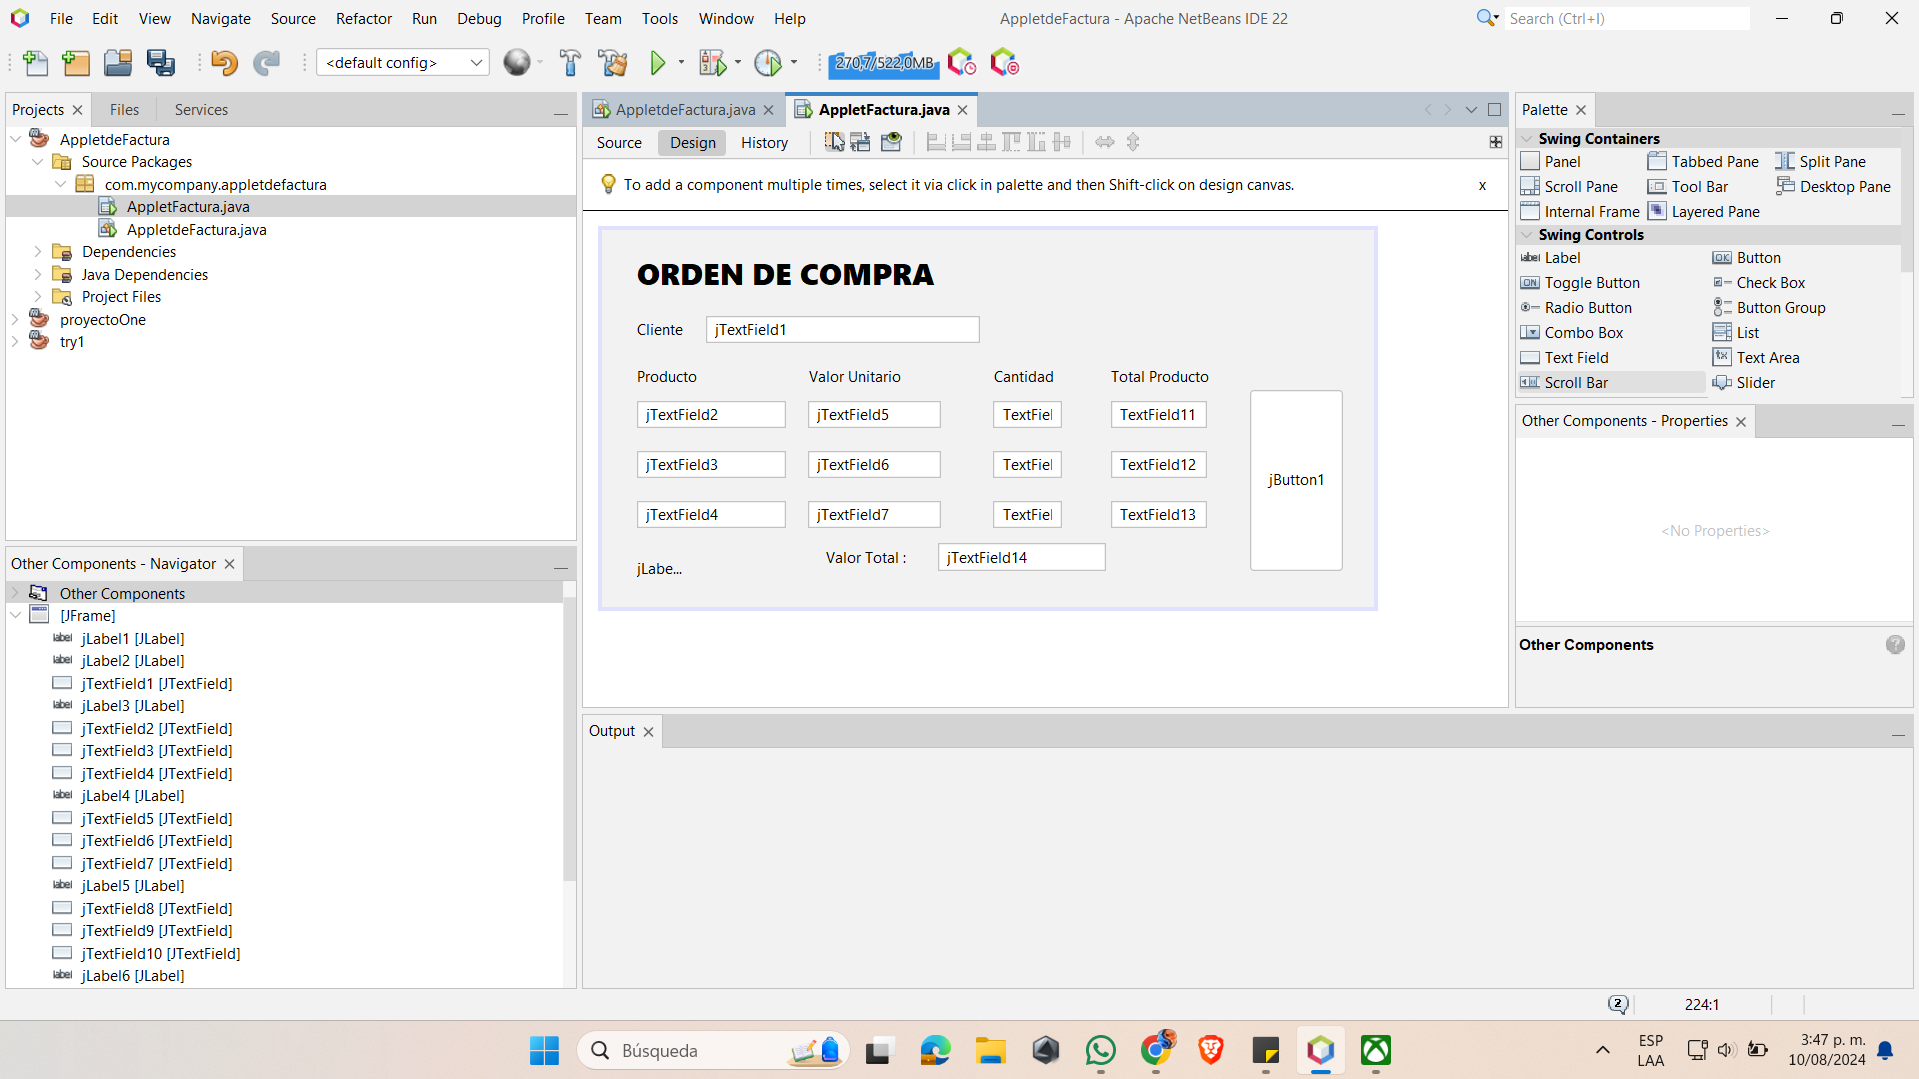 File Edit View Navigate Source Refactor Run Debug Profile Team Tools Window Help
AppletdeFactura - Apache NetBeans IDE 22
Search (Ctrl+I)
<default config>
270,7/522,0MB
Projects Files Services
AppletdeFactura
Source Packages
com.mycompany.appletdefactura
AppletFactura.java
AppletdeFactura.java
Dependencies
Java Dependencies
Project Files
proyectoOne
try1
Other Components - Navigator
Other Components
[JFrame]
label jLabel1 [JLabel]
label jLabel2 [JLabel]
jTextField1 [JTextField]
label jLabel3 [JLabel]
jTextField2 [JTextField]
jTextField3 [JTextField]
jTextField4 [JTextField]
label jLabel4 [JLabel]
jTextField5 [JTextField]
jTextField6 [JTextField]
jTextField7 [JTextField]
label jLabel5 [JLabel]
jTextField8 [JTextField]
jTextField9 [JTextField]
jTextField10 [JTextField]
label jLabel6 [JLabel]
AppletdeFactura.java AppletFactura.java
Source Design History
To add a component multiple times, select it via click in palette and then Shift-click on design canvas. x
ORDEN DE COMPRA
Cliente jTextField1
Producto Valor Unitario Cantidad Total Producto
jTextField2 jTextField5 TextFiel TextField11
jTextField3 jTextField6 TextFiel TextField12
jButton1
jTextField4 jTextField7 TextFiel TextField13
Valor Total : jTextField14
jLabe...
Output
Palette
Swing Containers
Panel Tabbed Pane Split Pane
Scroll Pane Tool Bar Desktop Pane
Internal Frame Layered Pane
Swing Controls
label Label OK Button
ON Toggle Button Check Box
Radio Button Button Group
Combo Box List
Text Field Text Area
Scroll Bar Slider
Other Components - Properties
<No Properties>
Other Components
?
2 224:1
Búsqueda
ESP
LAA
3:47 p. m.
10/08/2024